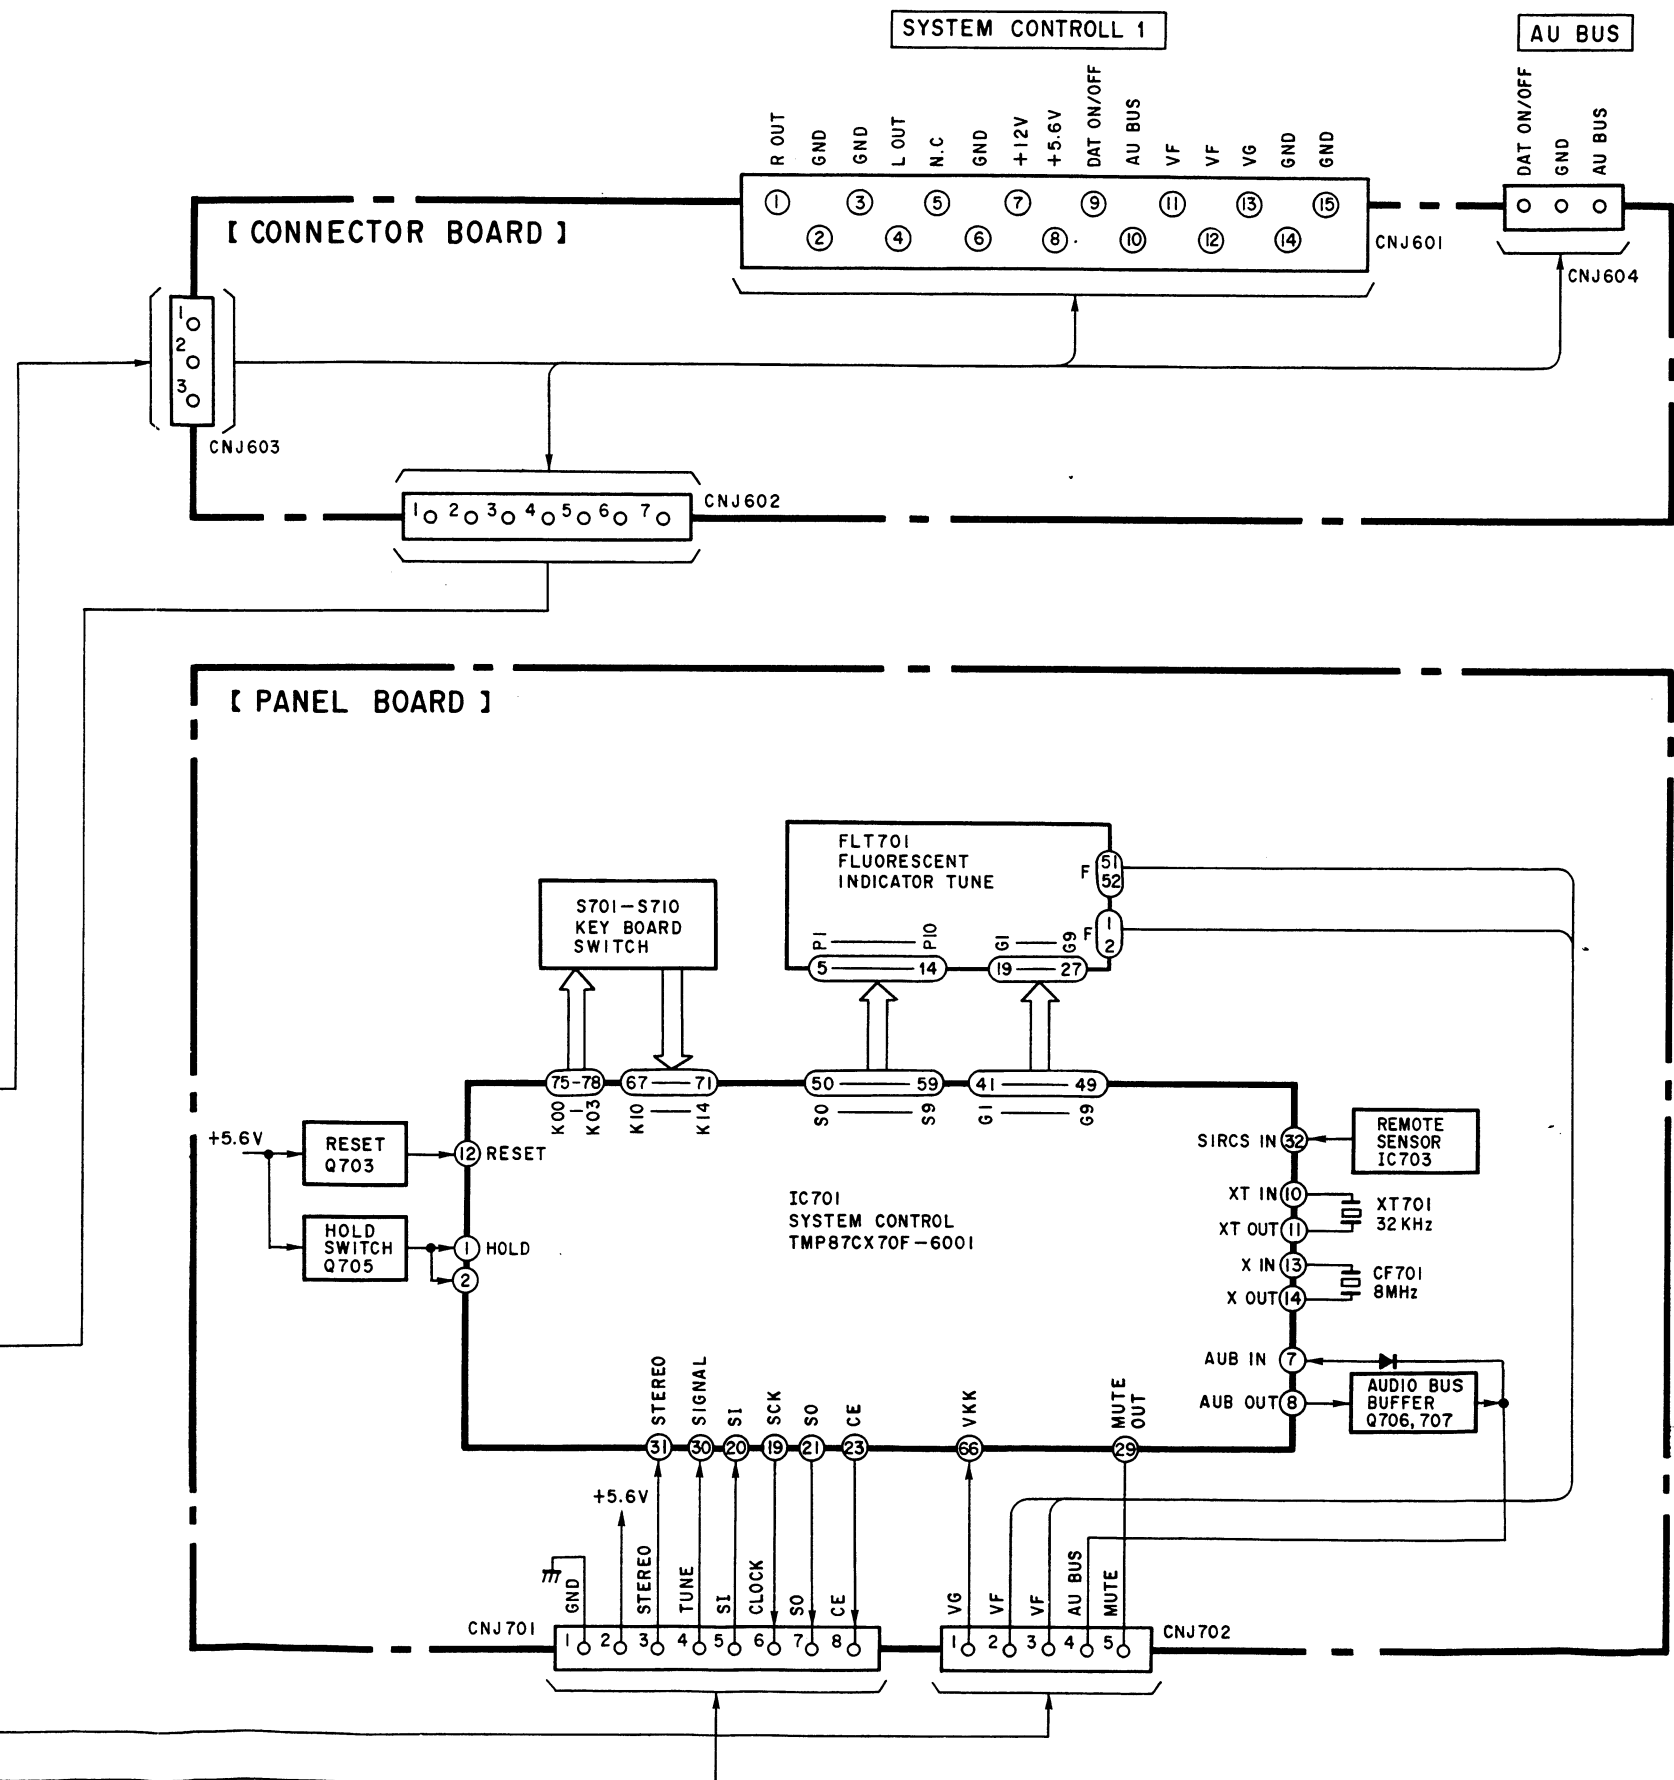 SYSTEM CONTROLL 1
AU BUS
R OUT
GND
GND
L OUT
N.C
GND
+12V
+5.6V
DAT ON/OFF
AU BUS
VF
VF
VG
GND
GND
DAT ON/OFF
GND
AU BUS
1 3 5 7 9 11 13 15
2 4 6 8 10 12 14
CNJ601
CNJ604
【 CONNECTOR BOARD 】
1
2
3
CNJ603
1 2 3 4 5 6 7
CNJ602
【 PANEL BOARD 】
FLT701
FLUORESCENT
INDICATOR TUNE
F 51
52
F 1
2
P1 P10 G1 G9
5 14 19 27
S701-S710
KEY BOARD
SWITCH
75-78 67 71 50 59 41 49
K00 - K03 K10 K14 S0 S9 G1 G9
+5.6V
RESET
Q703
12 RESET
HOLD
SWITCH
Q705
1 HOLD
2
IC701
SYSTEM CONTROL
TMP87CX70F-6001
SIRCS IN 32
REMOTE
SENSOR
IC703
XT IN 10
XT OUT 11
XT701
32KHz
X IN 13
X OUT 14
CF701
8MHz
AUB IN 7
AUB OUT 8
AUDIO BUS
BUFFER
Q706,707
STEREO
SIGNAL
SI
SCK
SO
CE
VKK
MUTE
OUT
31 30 20 19 21 23 66 29
+5.6V
GND
STEREO
TUNE
SI
CLOCK
SO
CE
VG
VF
VF
AU BUS
MUTE
CNJ701
1 2 3 4 5 6 7 8
1 2 3 4 5
CNJ702